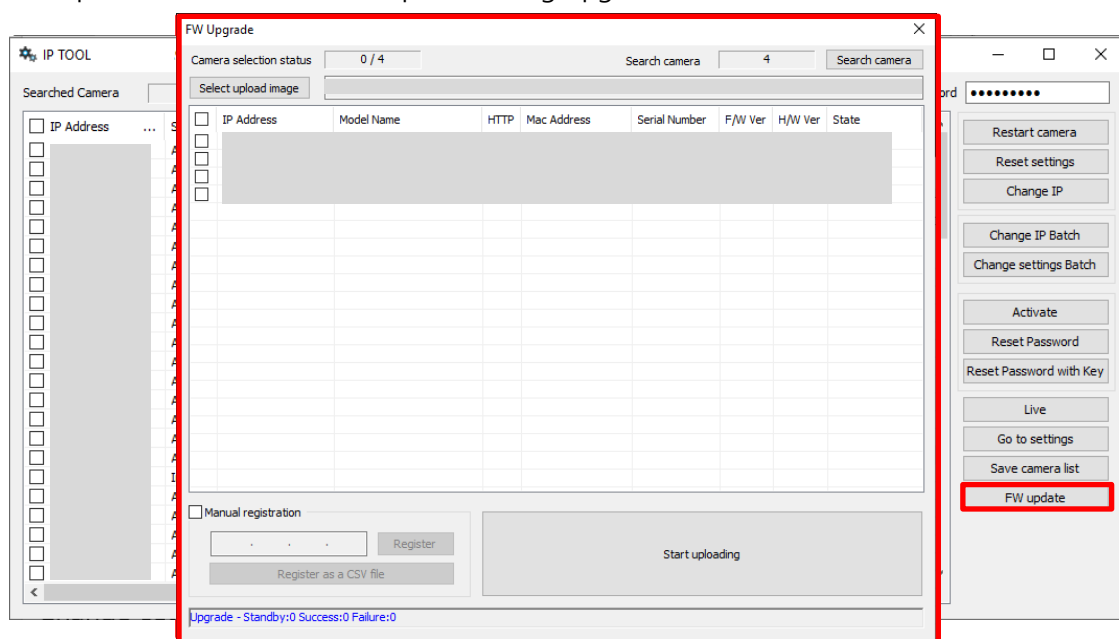 FW Upgrade
Camera selection status 0 / 4 Search camera 4 Search camera
Select upload image
IP Address Model Name HTTP Mac Address Serial Number F/W Ver H/W Ver State
Manual registration
. . . Register
Register as a CSV file
Start uploading
Upgrade - Standby:0 Success:0 Failure:0
IP TOOL
Searched Camera
IP Address ... S
ord •••••••••
Restart camera
Reset settings
Change IP
Change IP Batch
Change settings Batch
Activate
Reset Password
Reset Password with Key
Live
Go to settings
Save camera list
FW update